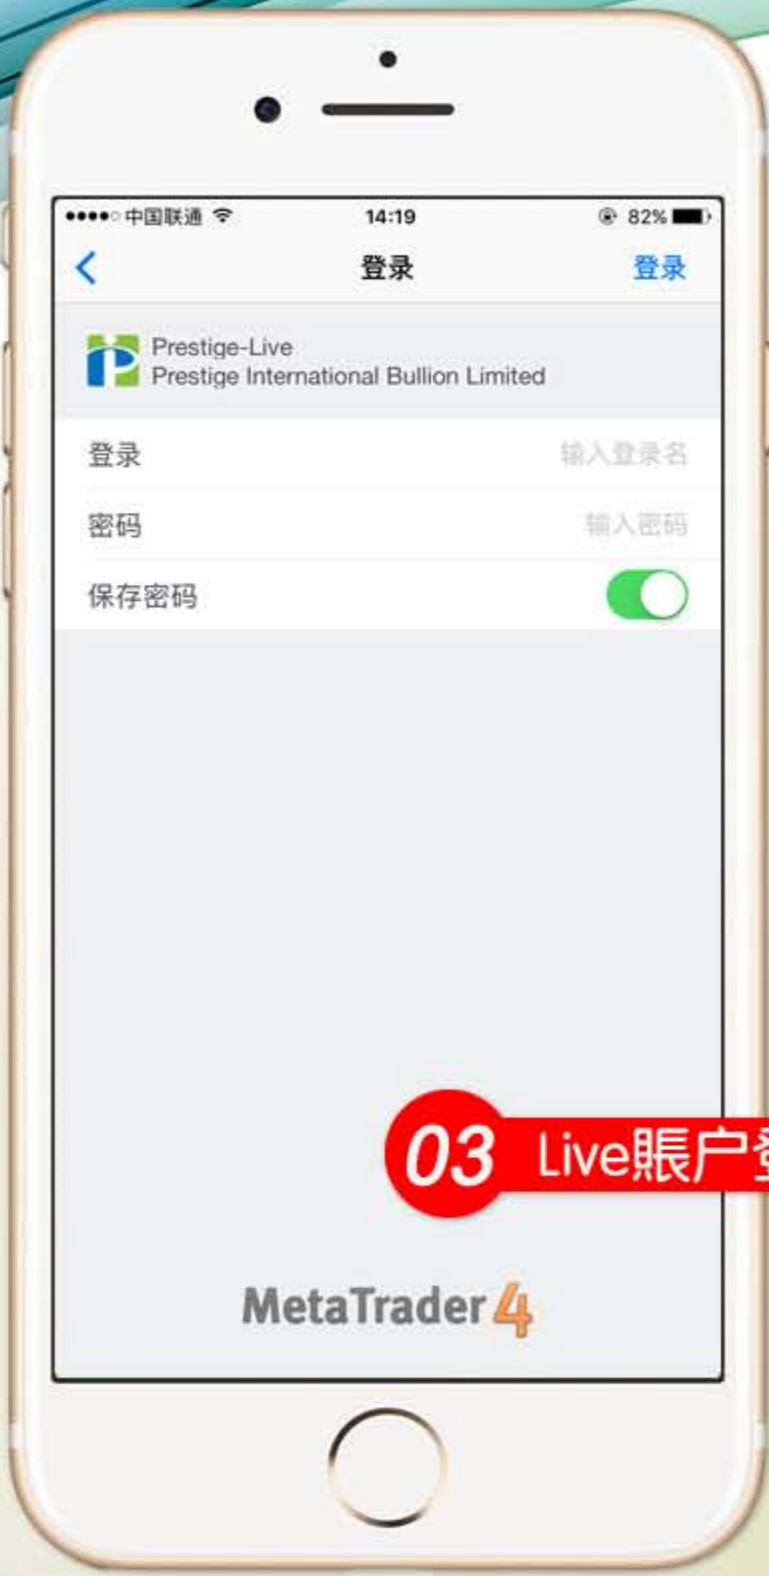 中国联通
14:19
82%
登录
登录
Prestige-Live
Prestige International Bullion Limited
登录
输入登录名
密码
输入密码
保存密码
03 Live賬户
MetaTrader 4